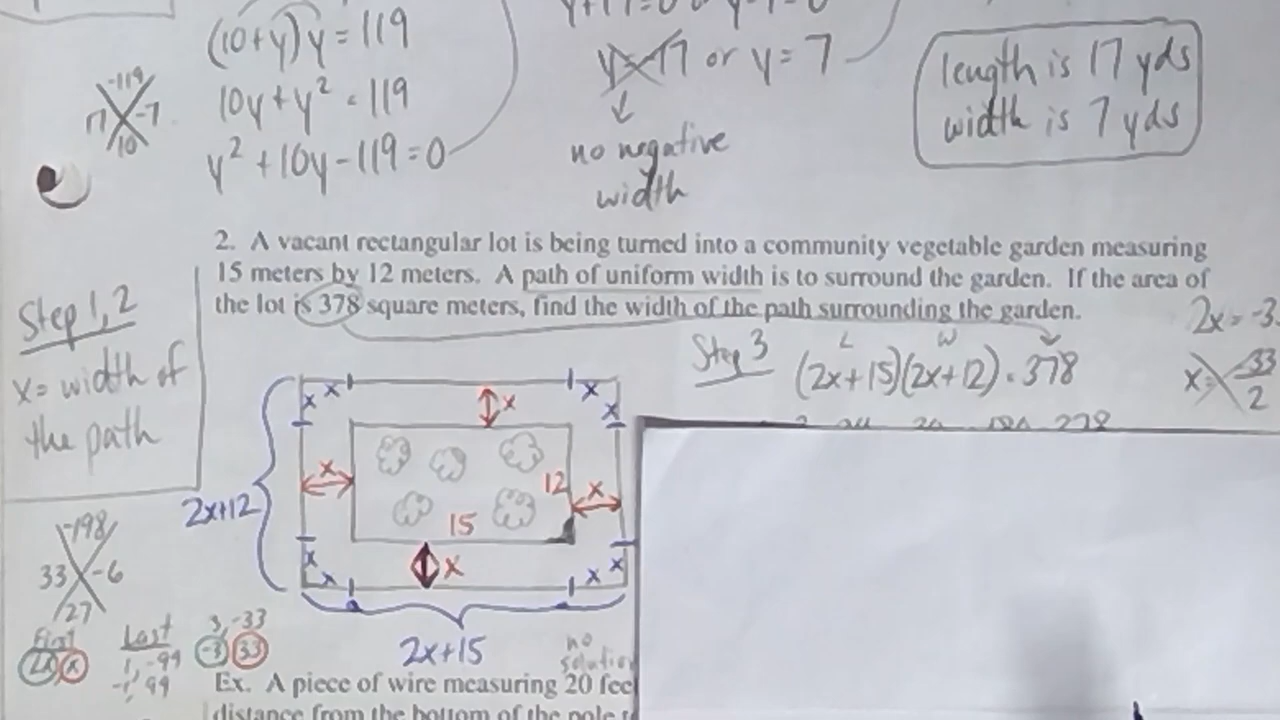 (10+y)y = 119
y = 17 or y = 7
length is 17 yds
width is 7 yds
-119
17 -7
10
10y + y² = 119
y² + 10y - 119 = 0
no negative
width
2. A vacant rectangular lot is being turned into a community vegetable garden measuring
15 meters by 12 meters. A path of uniform width is to surround the garden. If the area of
the lot is 378 square meters, find the width of the path surrounding the garden.
Step 1, 2
x = width of
the path
Step 3
L W
(2x+15)(2x+12) = 378
2x = -3
x = -33
2
x x x x
x
x 12 x
15
x
x x x x
2x+12
2x+15
-198
33 -6
27
First Last
2x x
1, -99
-1, 99
3, -33
-3 33
no
solution
Ex. A piece of wire measuring 20 fee
distance from the bottom of the pole t